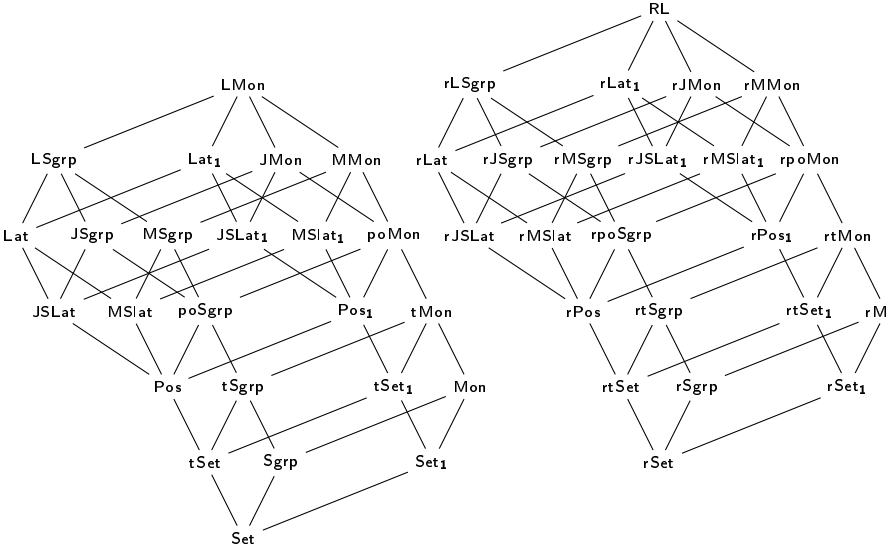 RL
LMon rLSgrp rLat₁ rJMon rMMon
LSgrp Lat₁ JMon MMon rLat rJSgrp rMSgrp rJSLat₁ rMSlat₁ rpoMon
Lat JSgrp MSgrp JSLat₁ MSlat₁ poMon rJSLat rMSlat rpoSgrp rPos₁ rtMon
JSLat MSlat poSgrp Pos₁ tMon rPos rtSgrp rtSet₁ rM
Pos tSgrp tSet₁ Mon rtSet rSgrp rSet₁
tSet Sgrp Set₁ rSet
Set